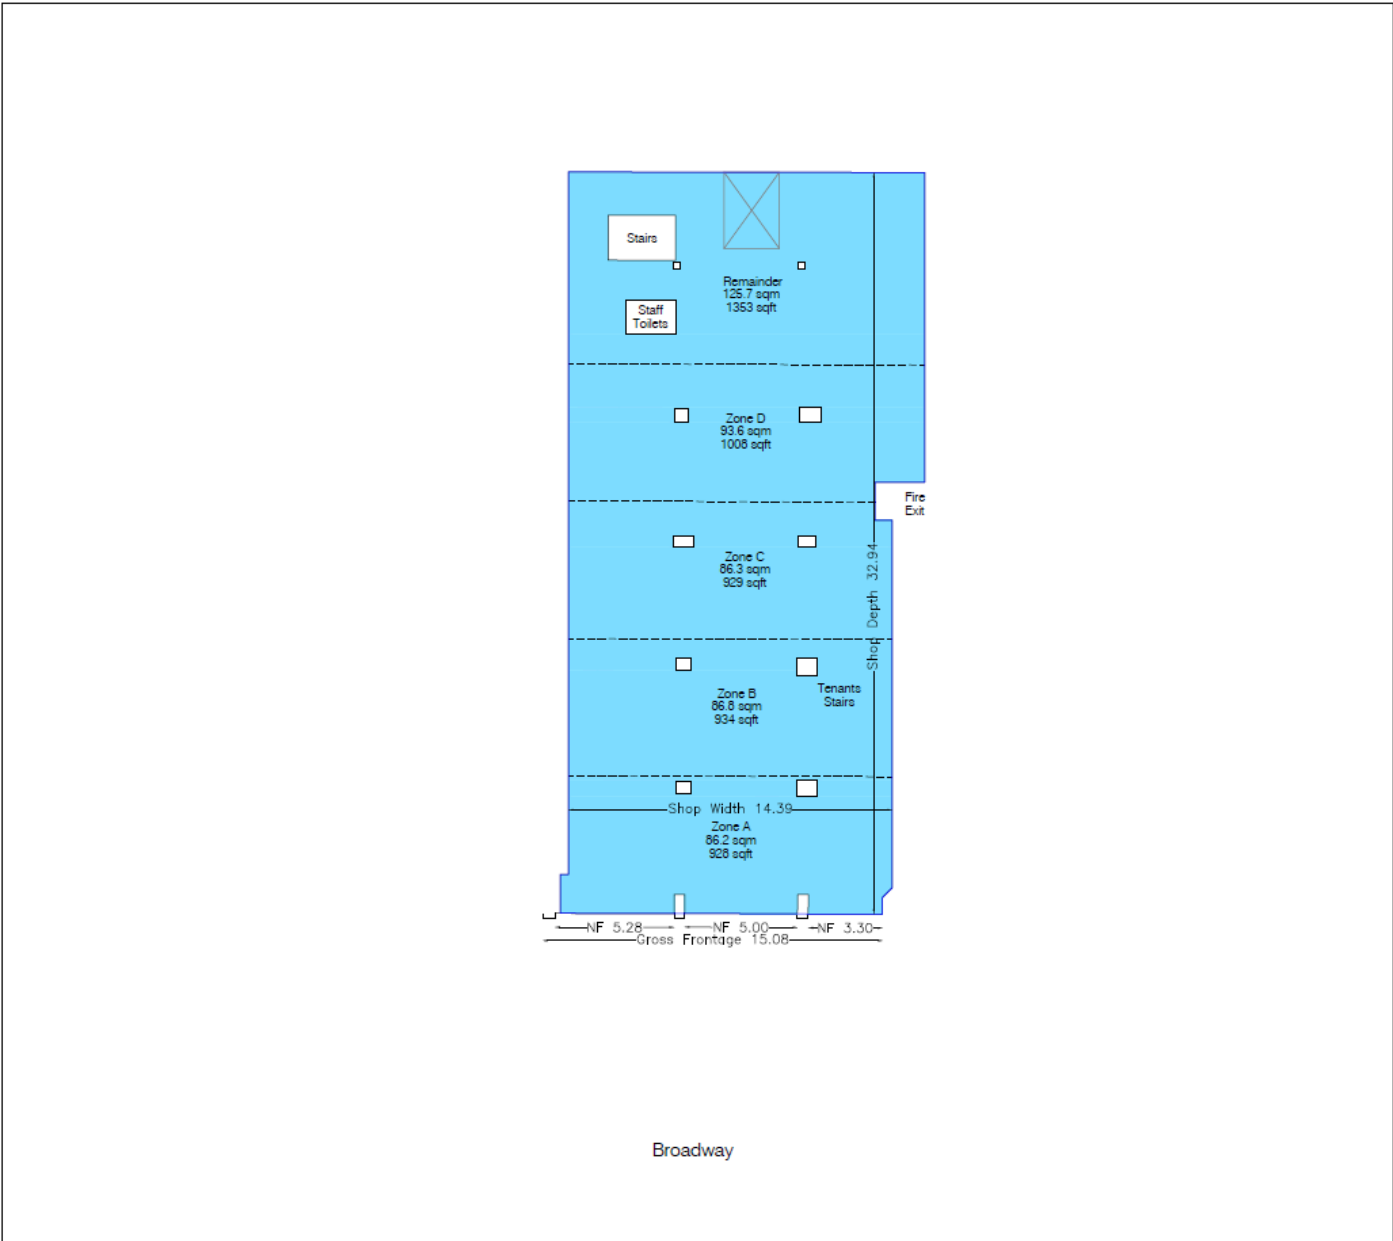 Stairs
Remainder
125.7 sqm
1353 sqft
Staff
Toilets
Zone D
93.6 sqm
1008 sqft
Fire
Exit
Zone C
86.3 sqm
929 sqft
Shop Depth 32.94
Zone B
86.8 sqm
934 sqft
Tenants
Stairs
Shop Width 14.39
Zone A
86.2 sqm
928 sqft
NF 5.28 NF 5.00 NF 3.30
Gross Frontage 15.08
Broadway